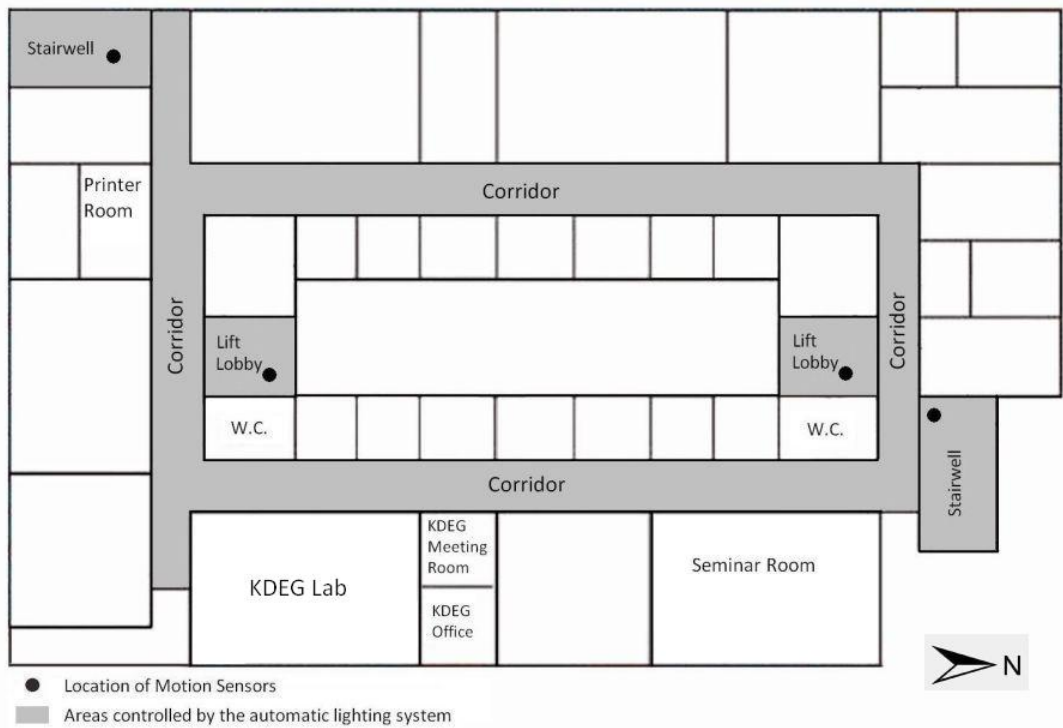 Stairwell
Printer
Room
Corridor
Corridor
Corridor
Lift
Lobby
Lift
Lobby
W.C.
W.C.
Corridor
Stairwell
KDEG
Meeting
Room
KDEG Lab
Seminar Room
KDEG
Office
N
Location of Motion Sensors
Areas controlled by the automatic lighting system